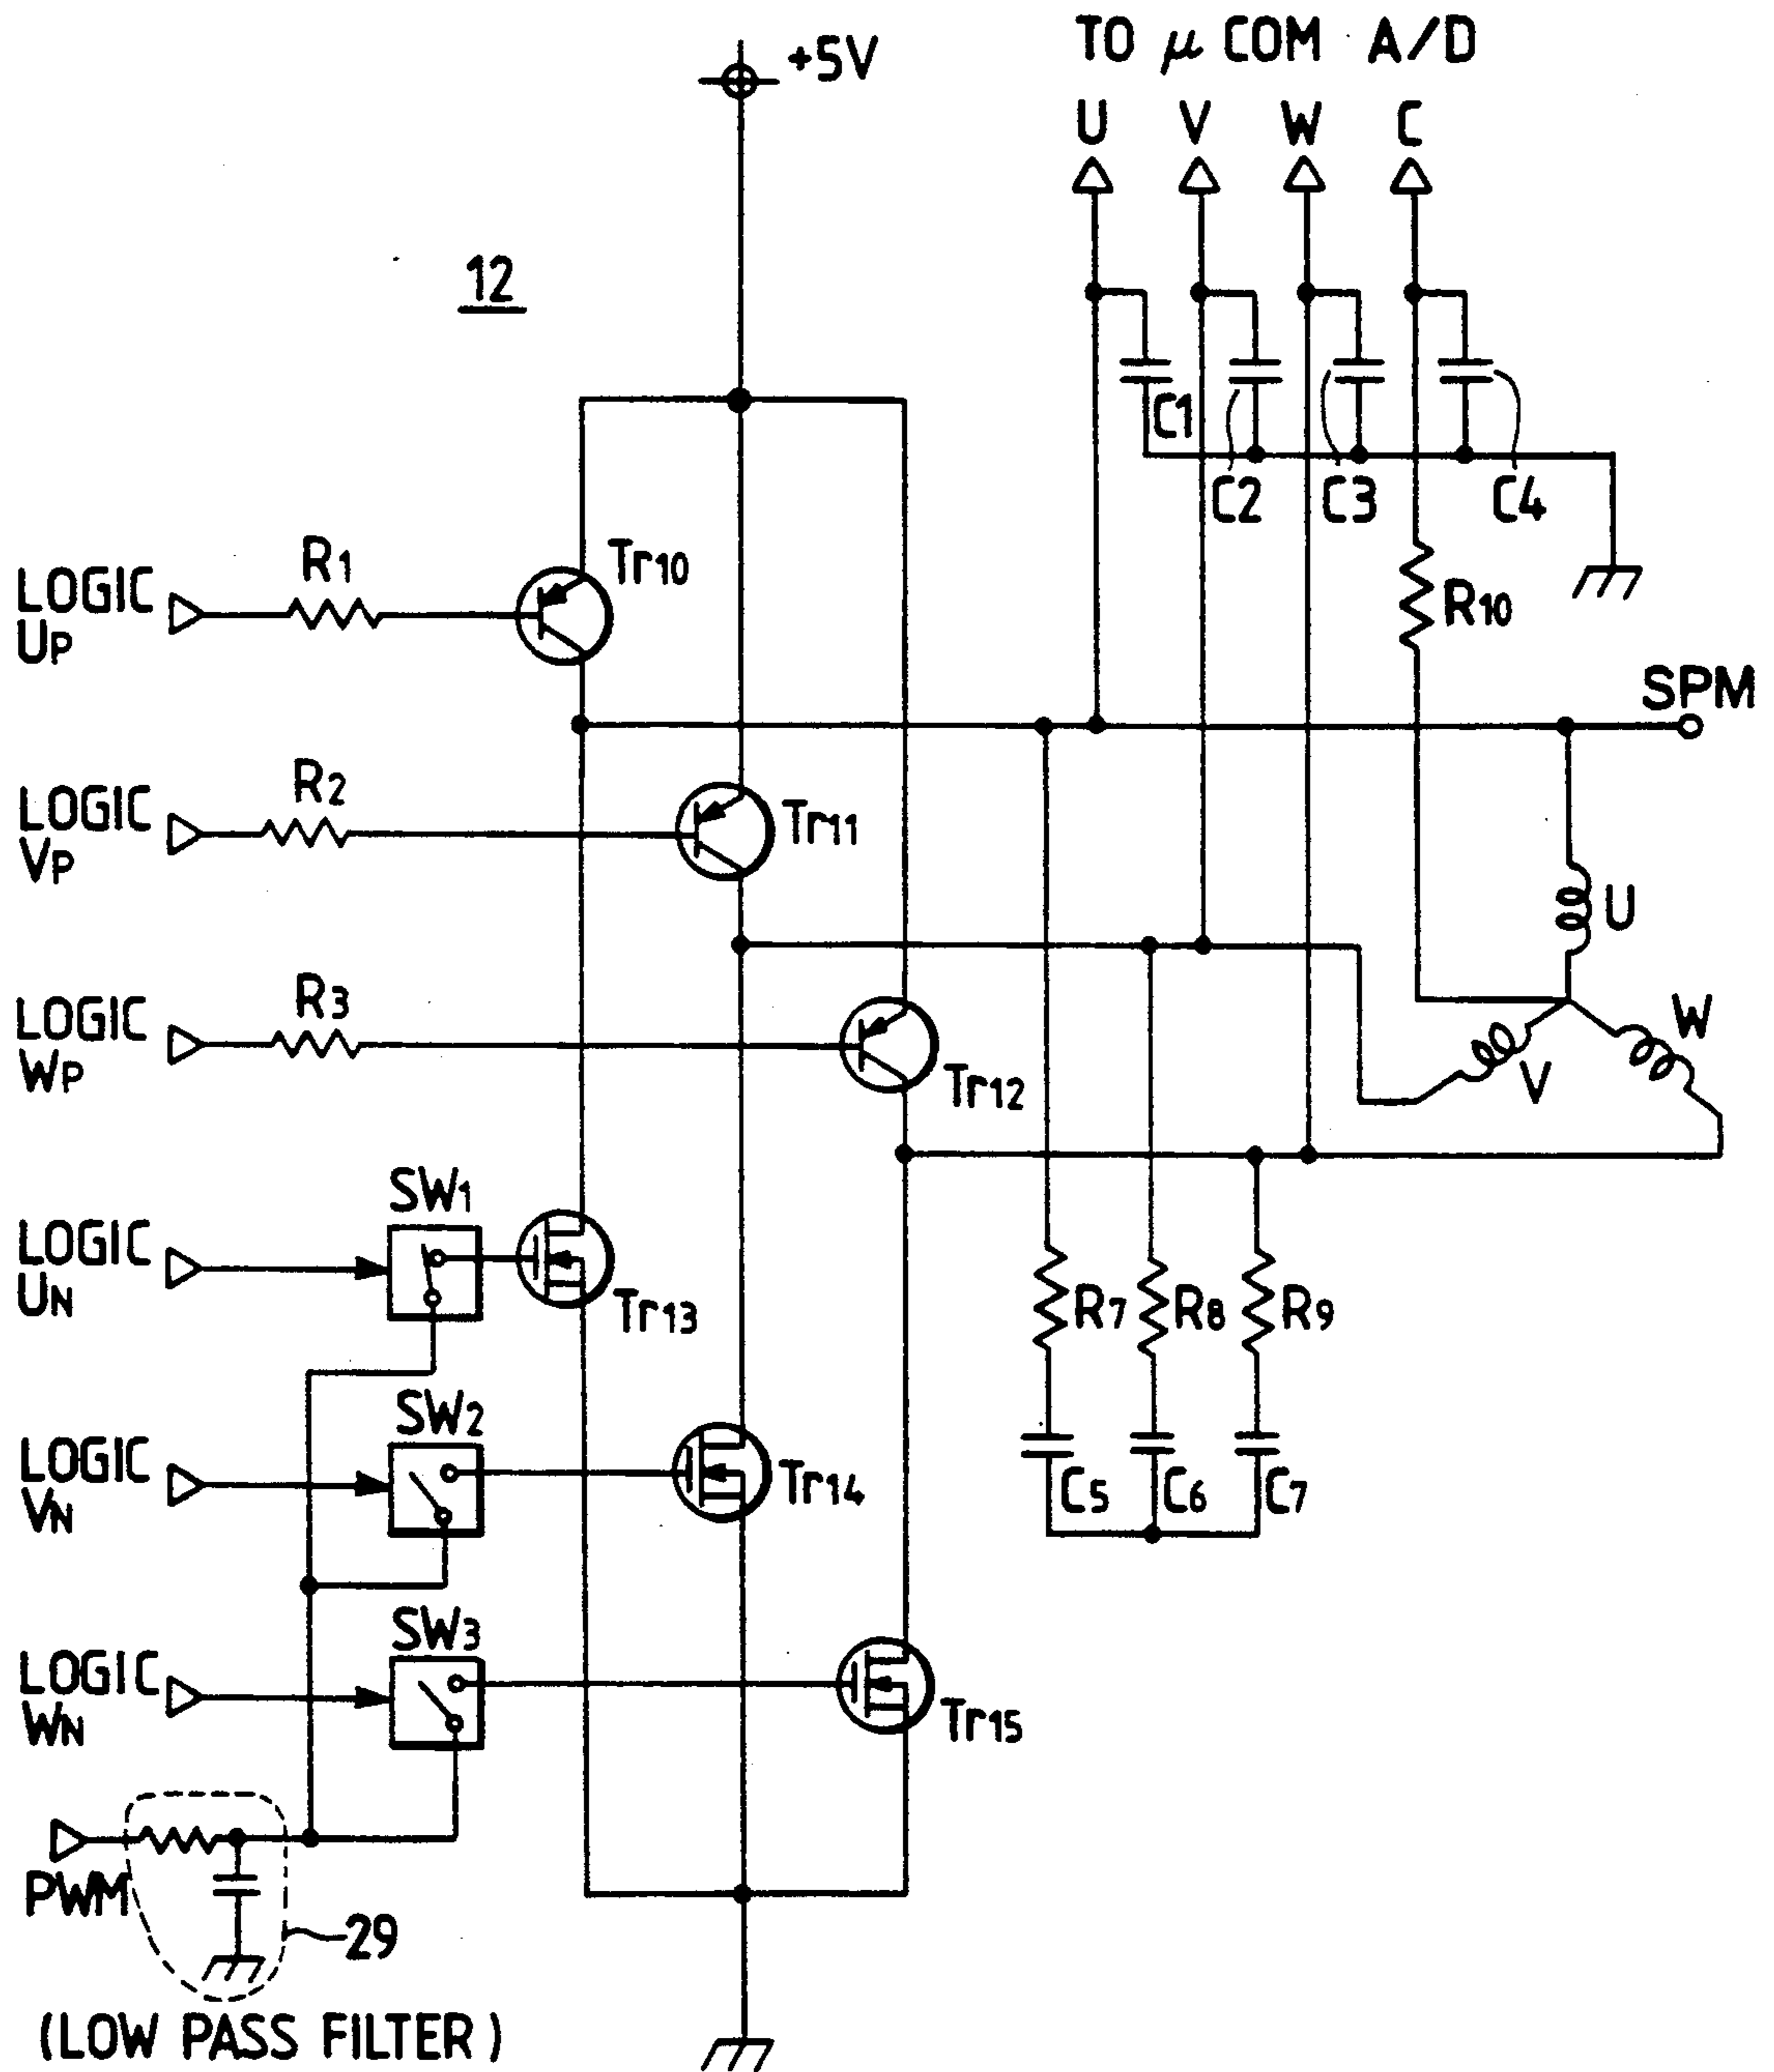 TO μ COM A/D
+5V
U V W C
12
C1
C2 C3 C4
LOGIC
UP
R1
Tr10
R10
SPM
LOGIC
VP
R2
Tr11
U
LOGIC
WP
R3
Tr12
V
W
LOGIC
UN
SW1
Tr13
R7 R8 R9
LOGIC
VN
SW2
Tr14
C5 C6 C7
LOGIC
WN
SW3
Tr15
PWM
29
(LOW PASS FILTER)